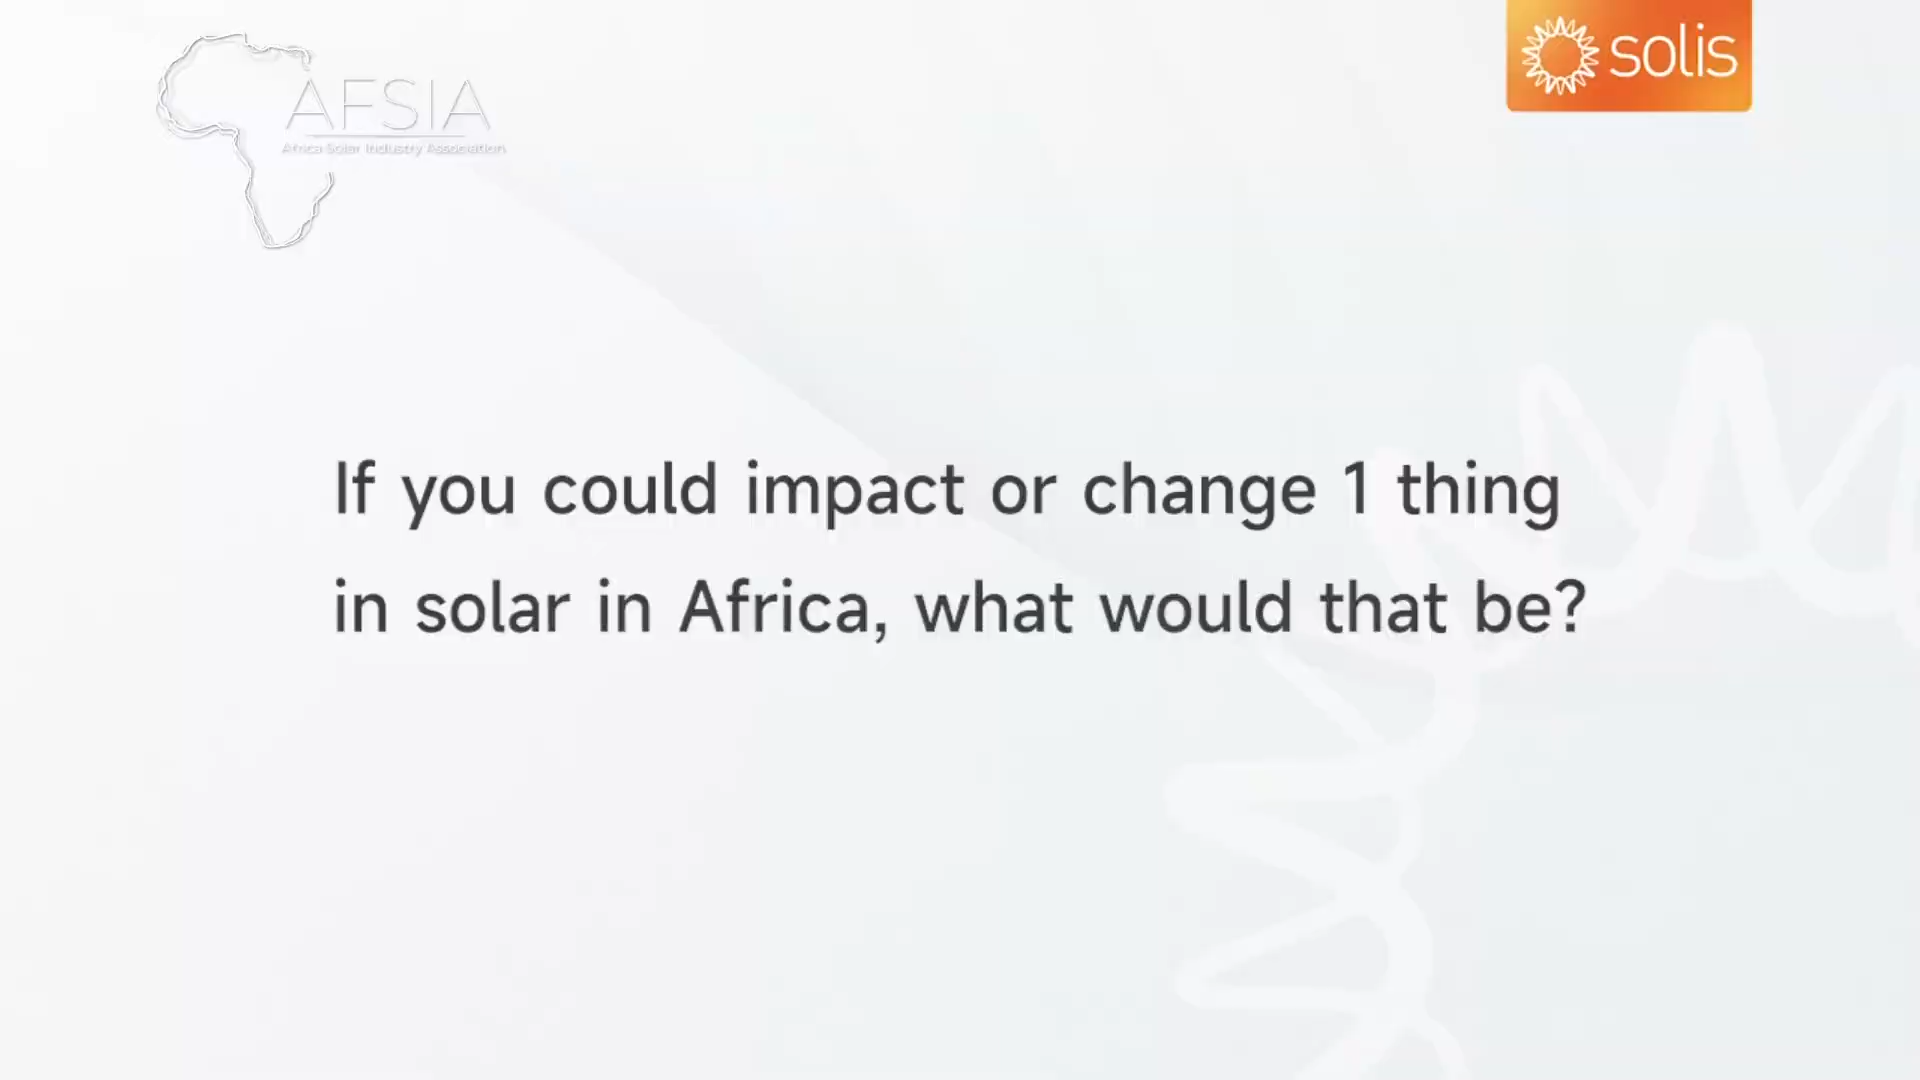 AFSIA
Africa Solar Industry Association
solis
If you could impact or change 1 thing
in solar in Africa, what would that be?